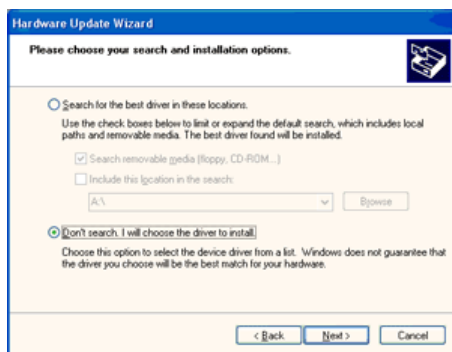 Hardware Update Wizard
Please choose your search and installation options.
Search for the best driver in these locations.
Use the check boxes below to limit or expand the default search, which includes local
paths and removable media. The best driver found will be installed.
Search removable media (floppy, CD-ROM...)
Include this location in the search:
A:\
Browse
Don't search. I will choose the driver to install.
Choose this option to select the device driver from a list. Windows does not guarantee that
the driver you choose will be the best match for your hardware.
< Back Next > Cancel